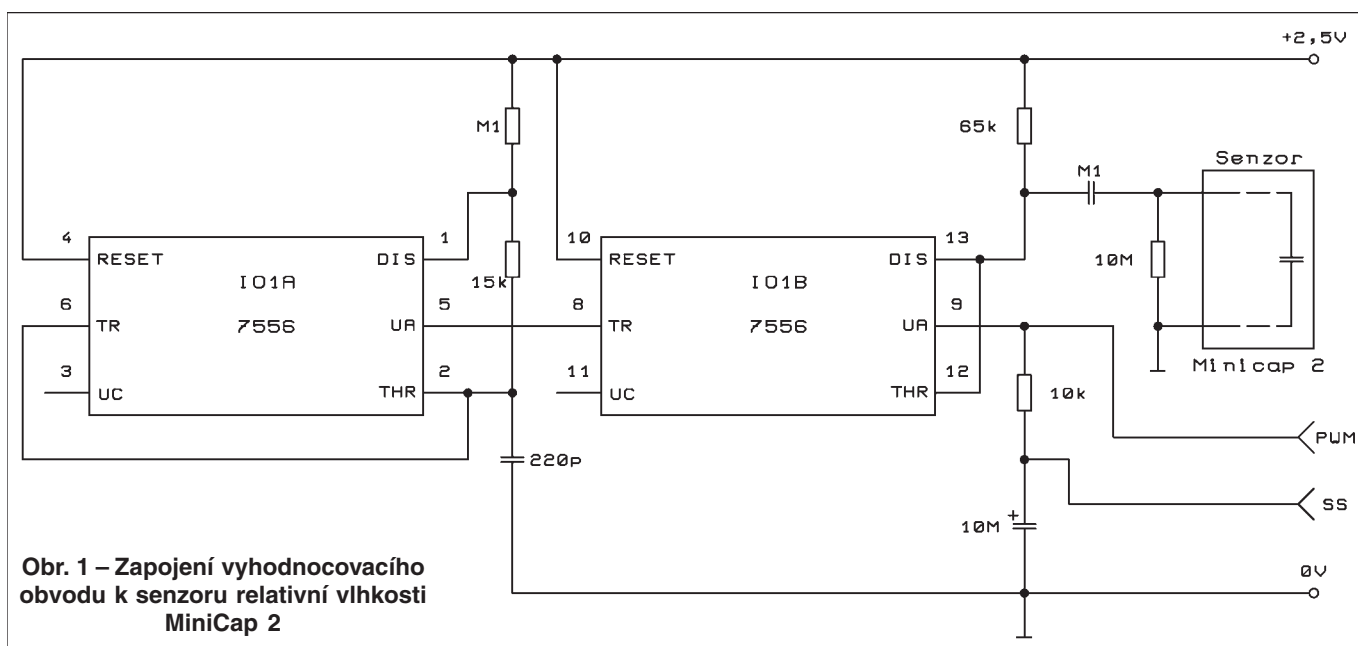 +2,5V
M1
65k
Senzor
M1
4
1
10
13
RESET
DIS
RESET
DIS
10M
IO1A
15k
IO1B
6
5
8
9
TR
7556
UA
TR
7556
UA
3
2
11
12
Minicap 2
UC
THR
UC
THR
10k
PWM
220p
SS
10M
+
Obr. 1 – Zapojení vyhodnocovacího
obvodu k senzoru relativní vlhkosti
MiniCap 2
0V